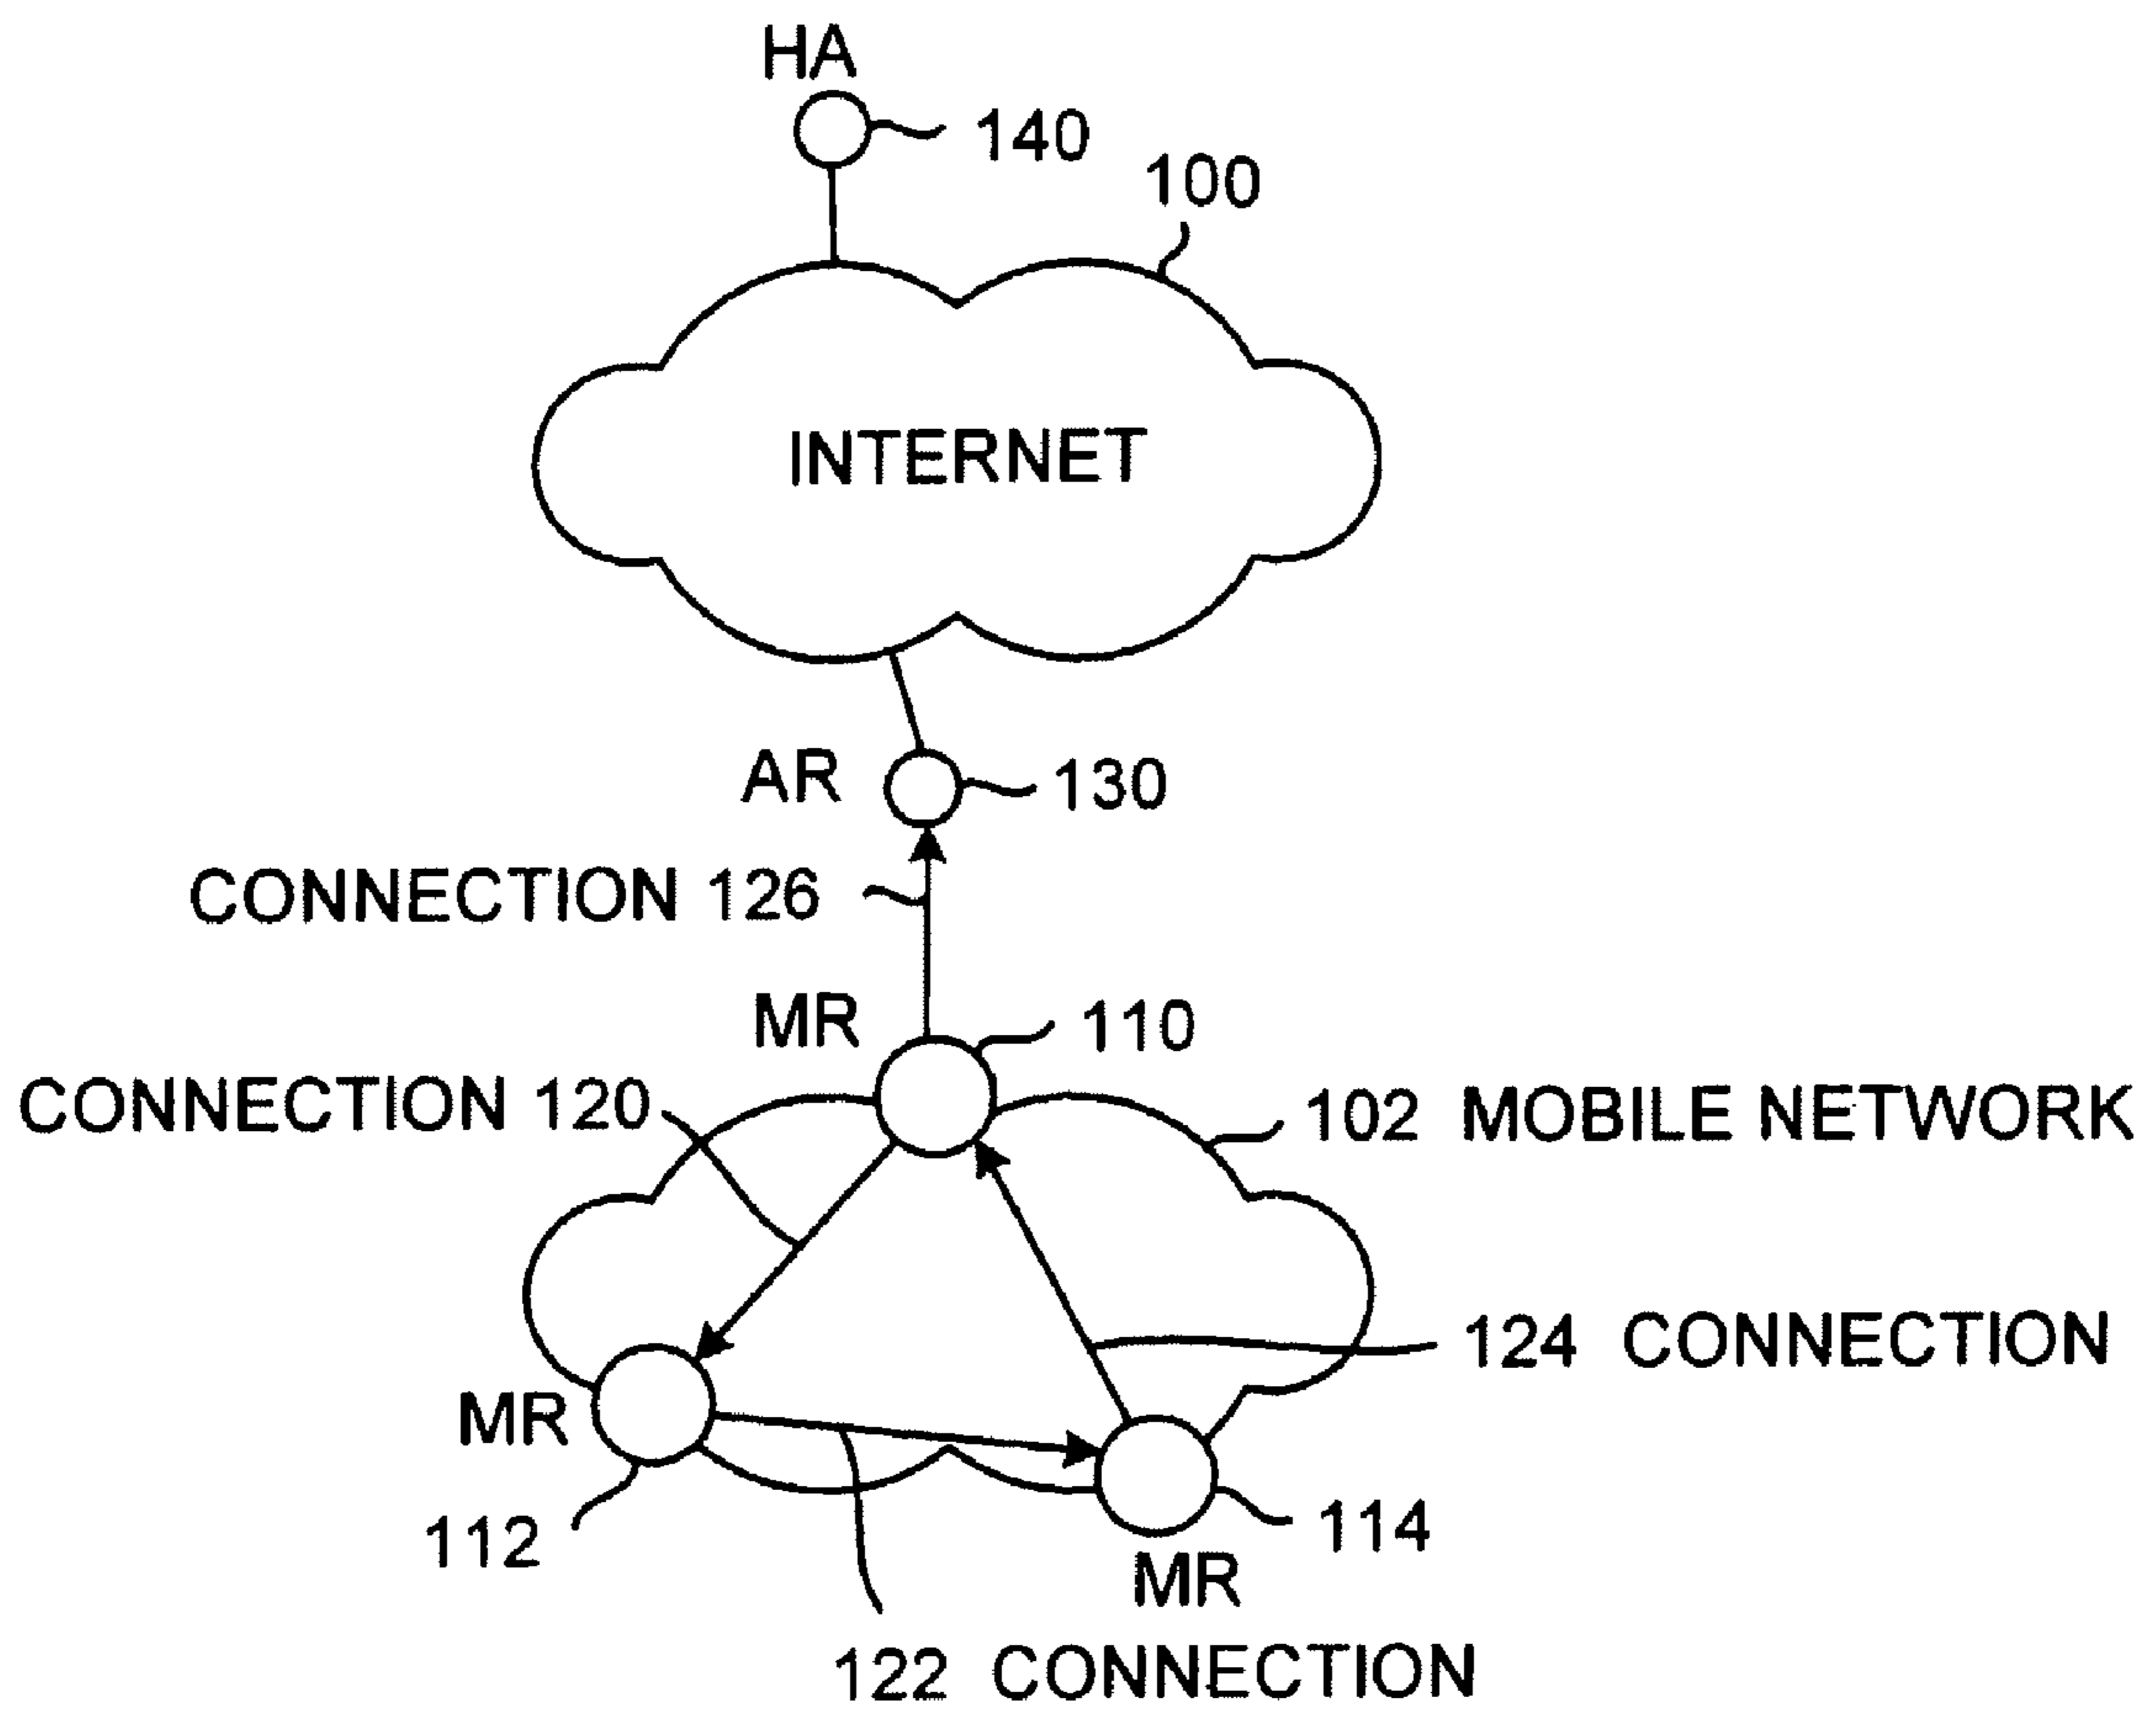 HA
140
100
INTERNET
AR
130
CONNECTION 126
MR
110
CONNECTION 120
102 MOBILE NETWORK
124 CONNECTION
MR
112
114
MR
122 CONNECTION